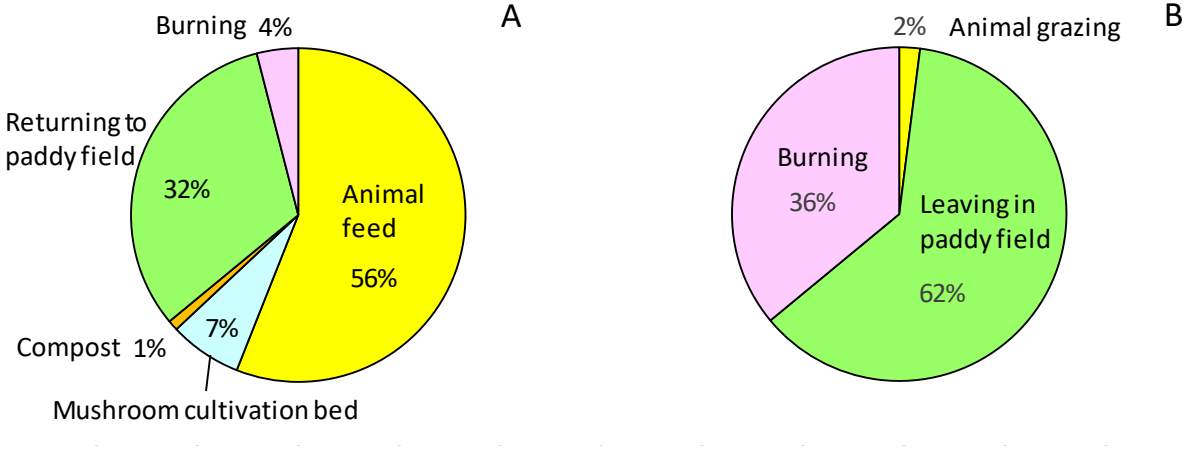 A
Burning 4%
Returning to
paddy field
32%
Animal
feed
56%
7%
Compost 1%
Mushroom cultivation bed
B
2% Animal grazing
Burning
36%
Leaving in
paddy field
62%